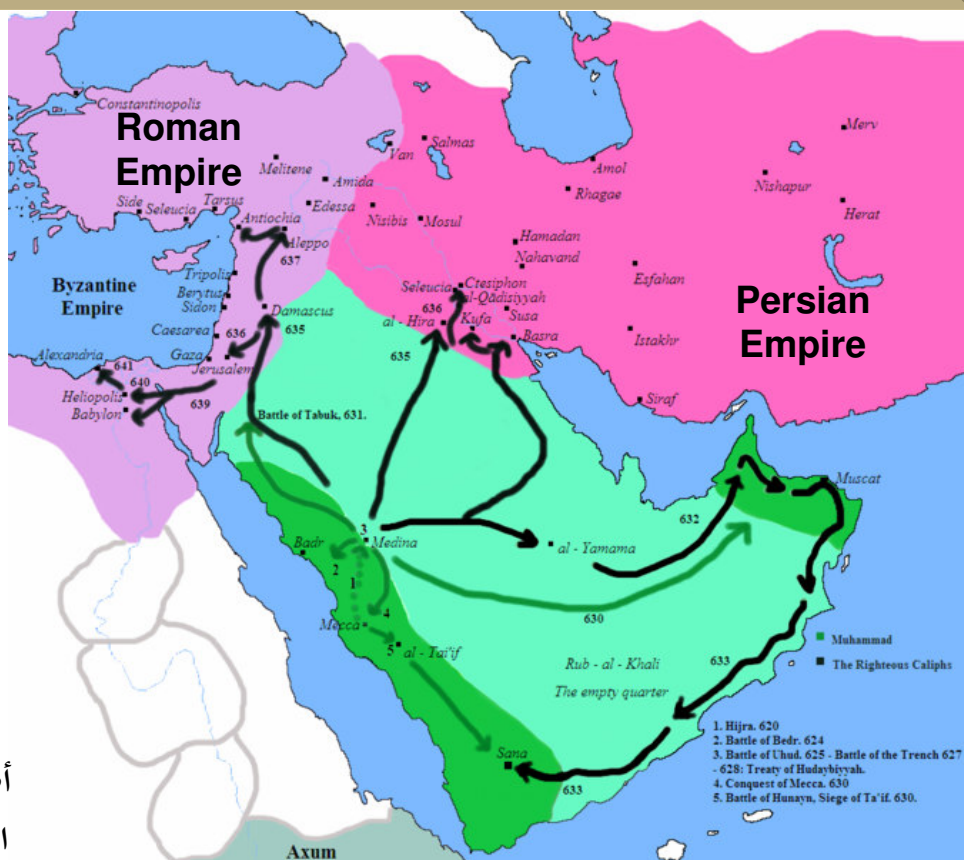 Constantinopolis
Roman
Empire
Melitene
Van
Salmas
Amida
Edessa
Nisibis
Mosul
Amol
Rhagae
Merv
Nishapur
Herat
Side
Seleucia
Tarsus
Antiochia
Aleppo
637
Hamadan
Nahavand
Esfahan
Byzantine
Empire
Tripolis
Berytus
Sidon
Damascus
Seleucia
Ctesiphon
al-Qādisiyyah
636
Susa
al - Hira
Kufa
Basra
Istakhr
Persian
Empire
Caesarea
636
635
Alexandria
641
Gaza
Jerusalem
635
640
Heliopolis
639
Babylon
Siraf
Battle of Tabuk, 631.
Muscat
632
3
Medina
Badr
2
al - Yamama
1
4
630
Mecca
5
al - Tai'if
Rub - al - Khali
The empty quarter
633
Muhammad
The Righteous Caliphs
Sana
633
1. Hijra. 620
2. Battle of Bedr. 624
3. Battle of Uhud. 625 - Battle of the Trench 627
- 628: Treaty of Hudaybiyyah.
4. Conquest of Mecca. 630
5. Battle of Hunayn, Siege of Ta'if. 630.
Axum